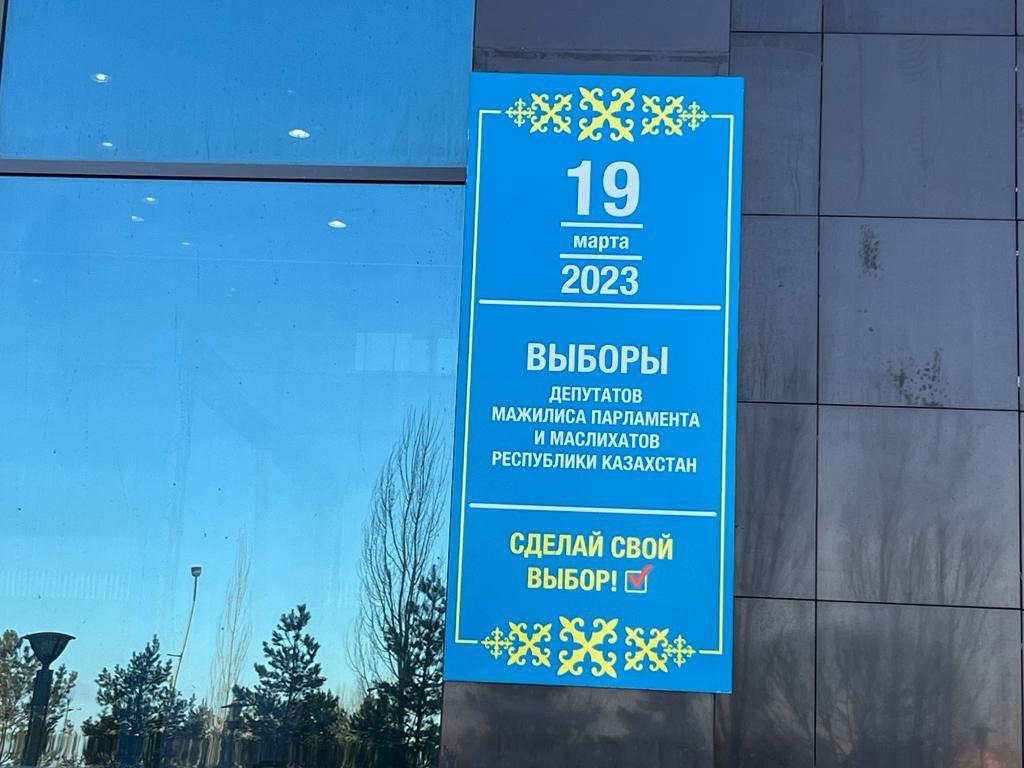 19
марта
2023
ВЫБОРЫ
ДЕПУТАТОВ
МАЖИЛИСА ПАРЛАМЕНТА
И МАСЛИХАТОВ
РЕСПУБЛИКИ КАЗАХСТАН
СДЕЛАЙ СВОЙ
ВЫБОР!